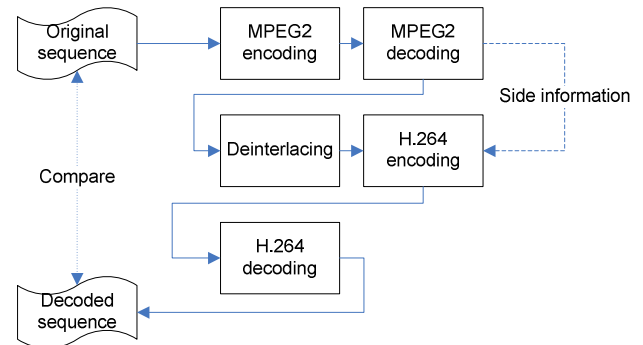 Original
sequence
MPEG2
encoding
MPEG2
decoding
Side information
Deinterlacing
H.264
encoding
Compare
H.264
decoding
Decoded
sequence